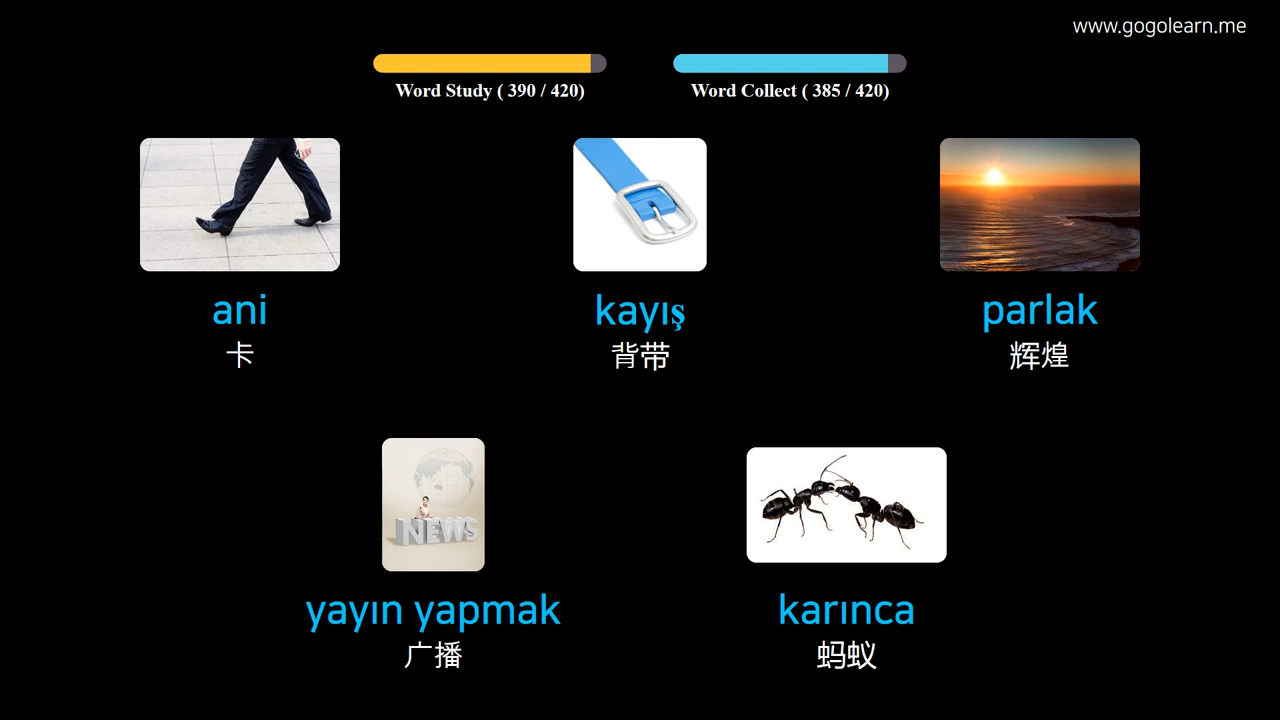 www.gogolearn.me
Word Study ( 390 / 420)
Word Collect ( 385 / 420)
ani
卡
kayış
背带
parlak
辉煌
NEWS
yayın yapmak
广播
karınca
蚂蚁